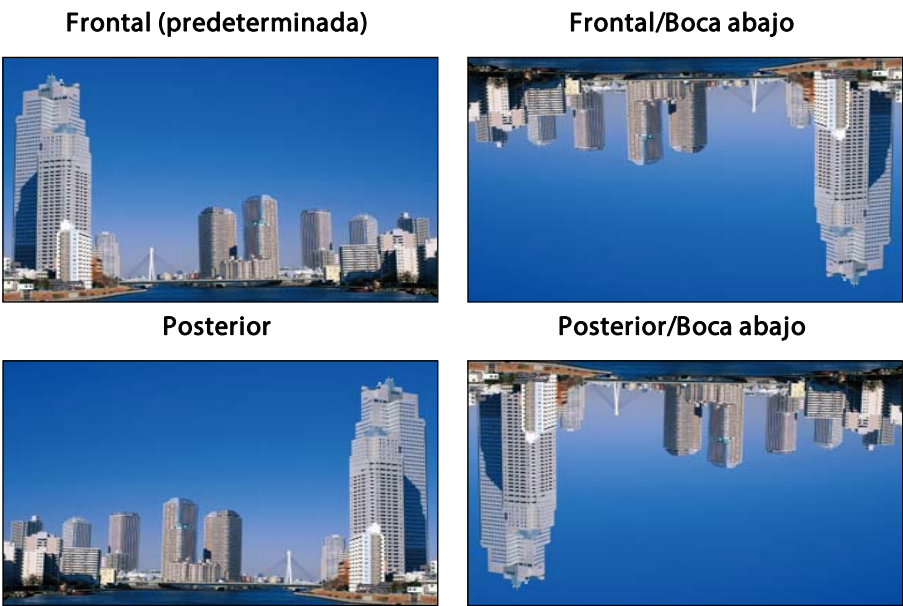 Frontal (predeterminada)
Frontal/Boca abajo
Posterior
Posterior/Boca abajo